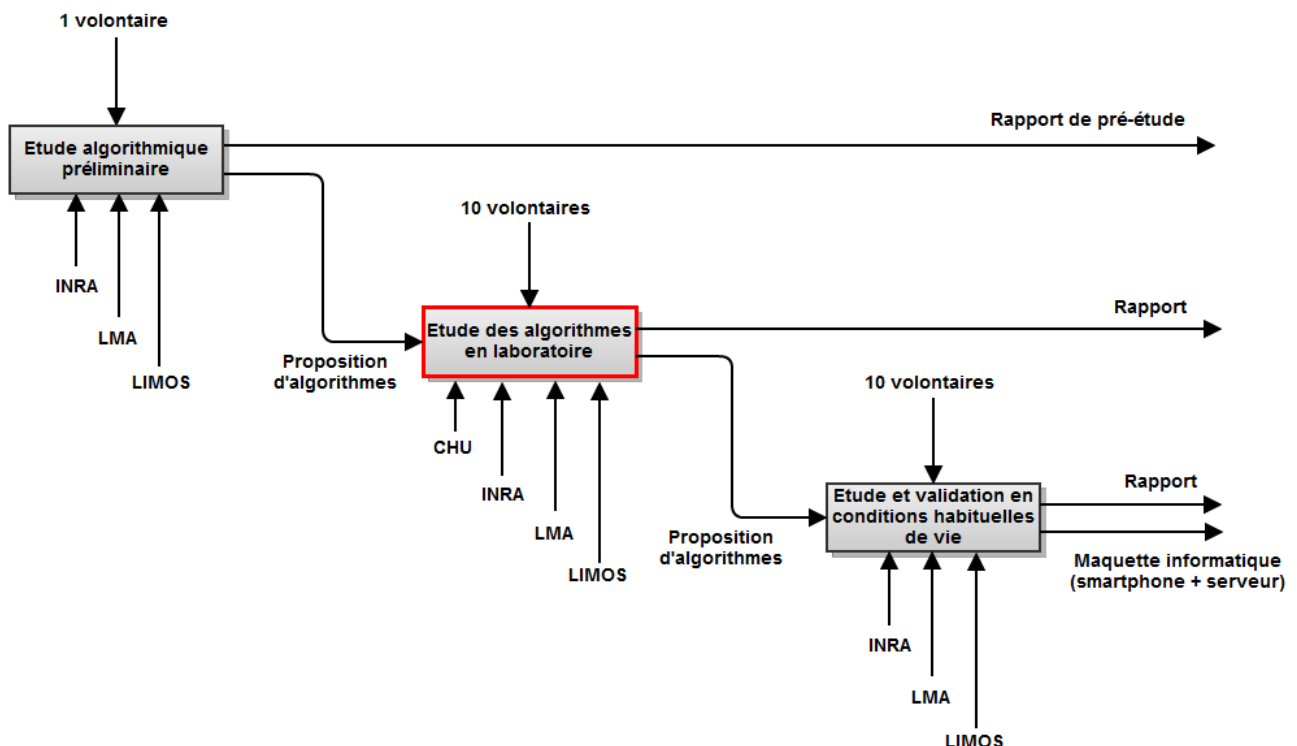 1 volontaire
Rapport de pré-étude
Etude algorithmique
préliminaire
10 volontaires
INRA
LMA
LIMOS
Rapport
Etude des algorithmes
en laboratoire
Proposition
d'algorithmes
10 volontaires
CHU
INRA
LMA
LIMOS
Rapport
Etude et validation en
conditions habituelles
de vie
Proposition
d'algorithmes
Maquette informatique
(smartphone + serveur)
INRA
LMA
LIMOS